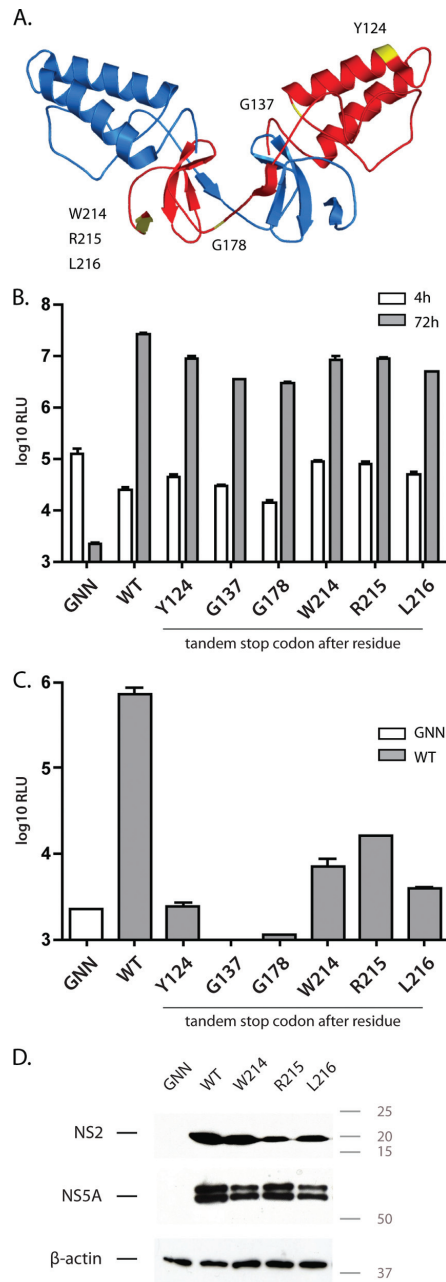 A.
Y124
G137
W214
R215
L216
G178
B.
4h
72h
8
7
6
5
4
3
log10 RLU
GNN
WT
Y124
G137
G178
W214
R215
L216
tandem stop codon after residue
C.
GNN
WT
6
5
4
3
log10 RLU
GNN
WT
Y124
G137
G178
W214
R215
L216
tandem stop codon after residue
D.
GNN
WT
W214
R215
L216
NS2
25
20
15
NS5A
50
β-actin
37